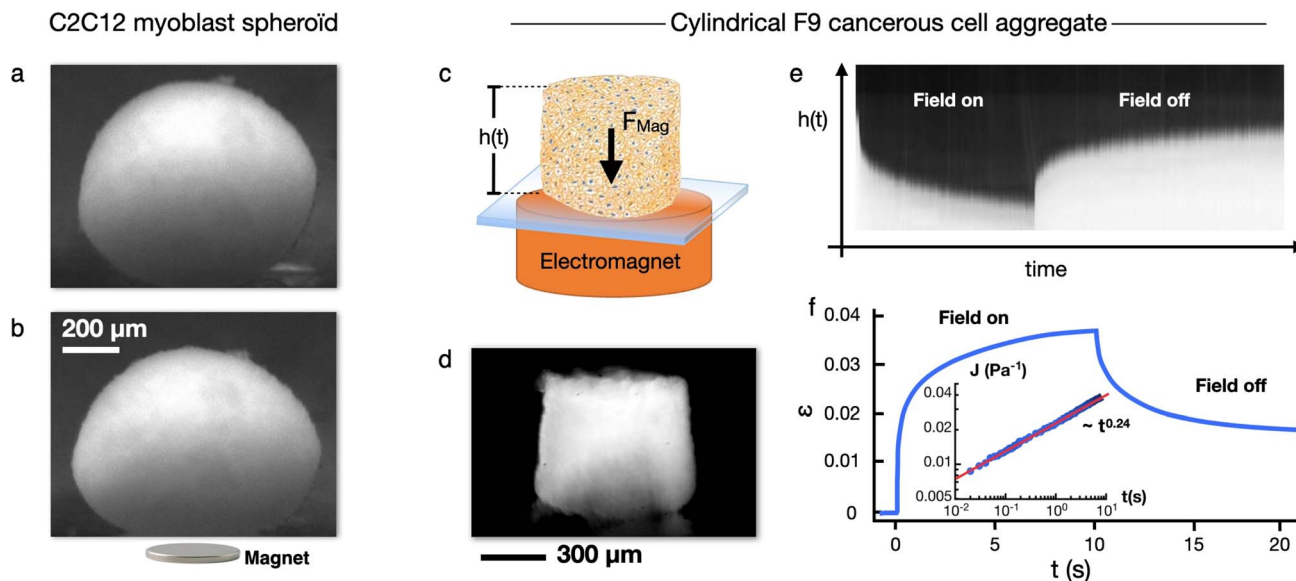 C2C12 myoblast spheroïd
Cylindrical F9 cancerous cell aggregate
a
b
200 µm
Magnet
c
h(t)
F_Mag
Electromagnet
d
300 µm
e
h(t)
Field on
Field off
time
f
0.04
0.03
0.02
0.01
0
ε
Field on
Field off
J (Pa⁻¹)
0.04
0.01
0.005
~ t^0.24
10⁻² 10⁻¹ 10⁰ 10¹
t(s)
0 5 10 15 20
t (s)